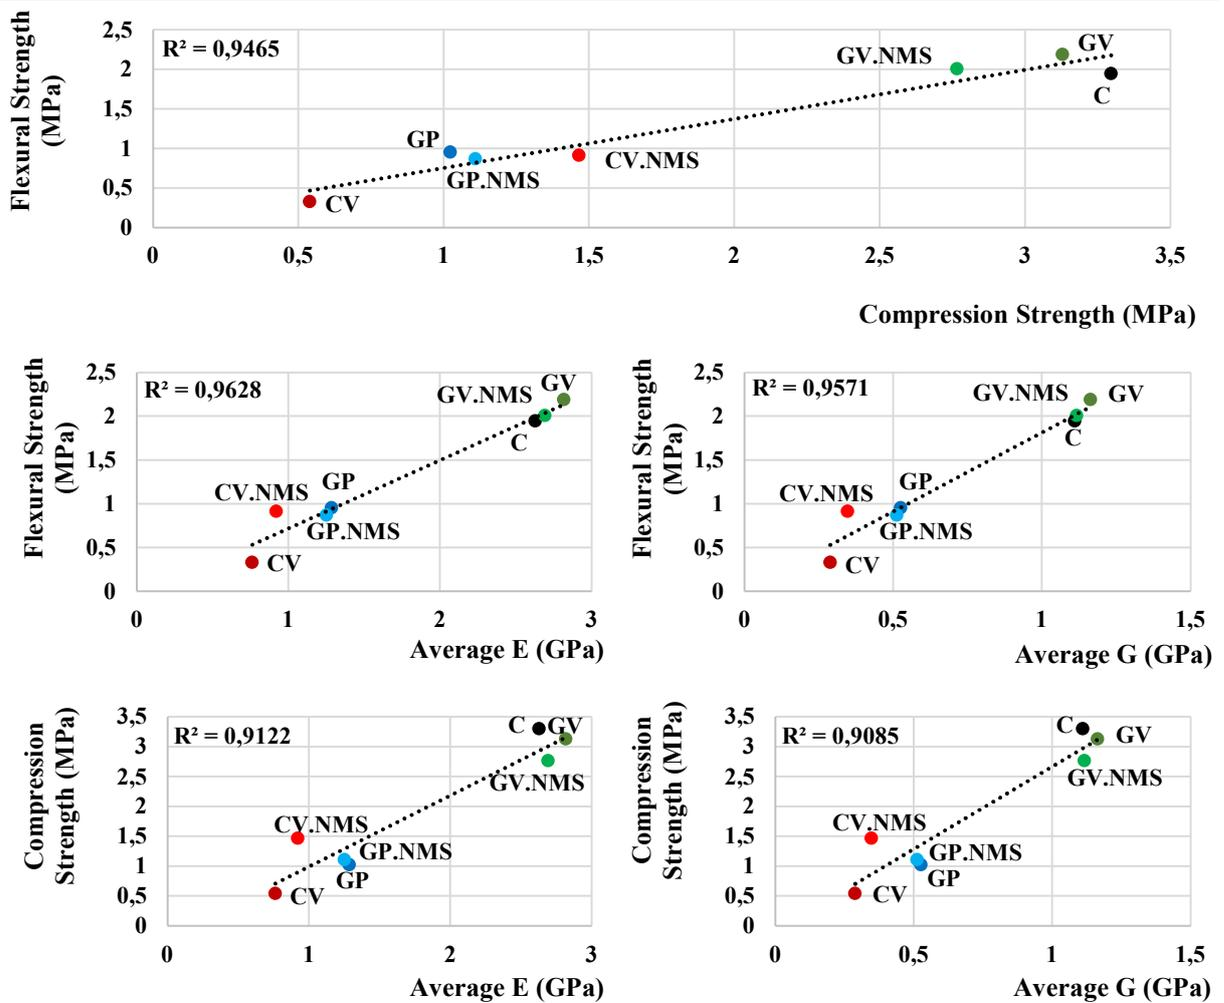 Flexural Strength
(MPa)
2,5
2
1,5
1
0,5
0
R² = 0,9465
GV.NMS
GV
C
GP
GP.NMS
CV.NMS
CV
0 0,5 1 1,5 2 2,5 3 3,5
Compression Strength (MPa)
Flexural Strength
(MPa)
2,5
2
1,5
1
0,5
0
R² = 0,9628
GV
GV.NMS
C
GP
CV.NMS
GP.NMS
CV
0 1 2 3
Average E (GPa)
Flexural Strength
(MPa)
2,5
2
1,5
1
0,5
0
R² = 0,9571
GV.NMS
GV
C
GP
CV.NMS
GP.NMS
CV
0 0,5 1 1,5
Average G (GPa)
Compression
Strength (MPa)
3,5
3
2,5
2
1,5
1
0,5
0
R² = 0,9122
C
GV
GV.NMS
CV.NMS
GP.NMS
GP
CV
0 1 2 3
Average E (GPa)
Compression
Strength (MPa)
3,5
3
2,5
2
1,5
1
0,5
0
R² = 0,9085
C
GV
GV.NMS
CV.NMS
GP.NMS
GP
CV
0 0,5 1 1,5
Average G (GPa)